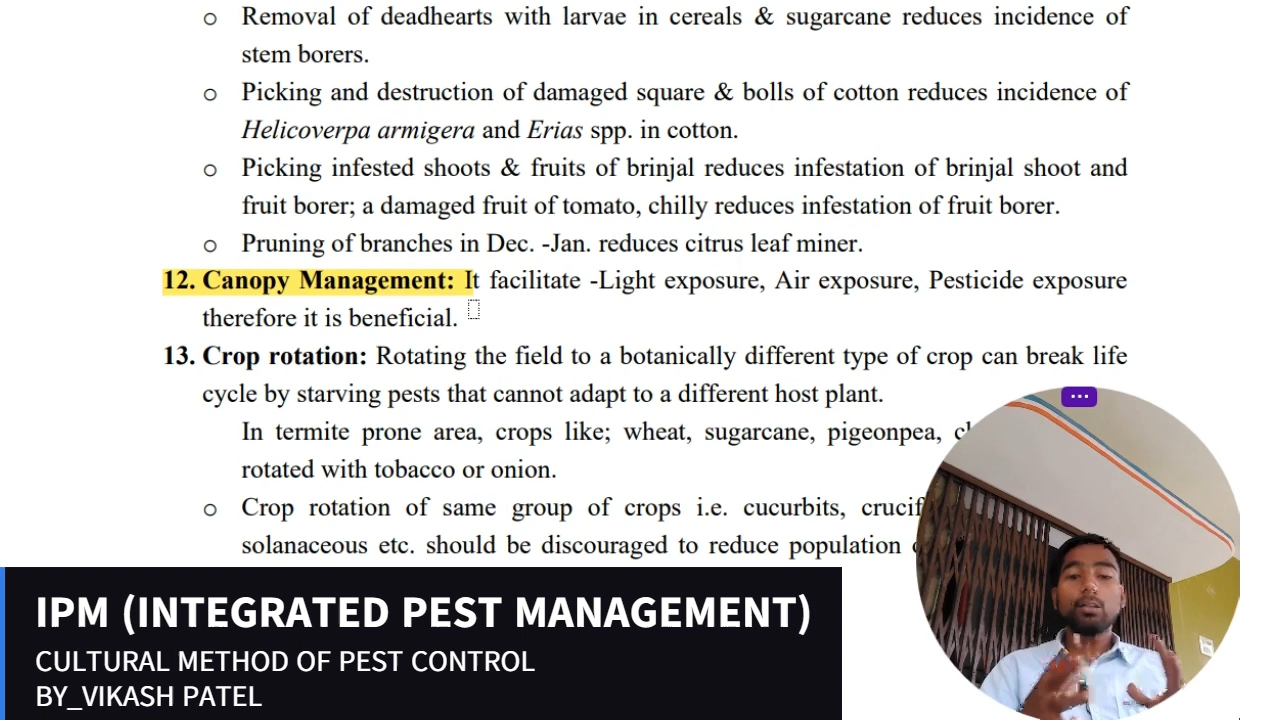 o Removal of deadhearts with larvae in cereals & sugarcane reduces incidence of
stem borers.
o Picking and destruction of damaged square & bolls of cotton reduces incidence of
Helicoverpa armigera and Erias spp. in cotton.
o Picking infested shoots & fruits of brinjal reduces infestation of brinjal shoot and
fruit borer; a damaged fruit of tomato, chilly reduces infestation of fruit borer.
o Pruning of branches in Dec. -Jan. reduces citrus leaf miner.
12. Canopy Management: It facilitate -Light exposure, Air exposure, Pesticide exposure
therefore it is beneficial.
13. Crop rotation: Rotating the field to a botanically different type of crop can break life
cycle by starving pests that cannot adapt to a different host plant.
In termite prone area, crops like; wheat, sugarcane, pigeonpea,
rotated with tobacco or onion.
o Crop rotation of same group of crops i.e. cucurbits,
solanaceous etc. should be discouraged to reduce population
IPM (INTEGRATED PEST MANAGEMENT)
CULTURAL METHOD OF PEST CONTROL
BY_VIKASH PATEL